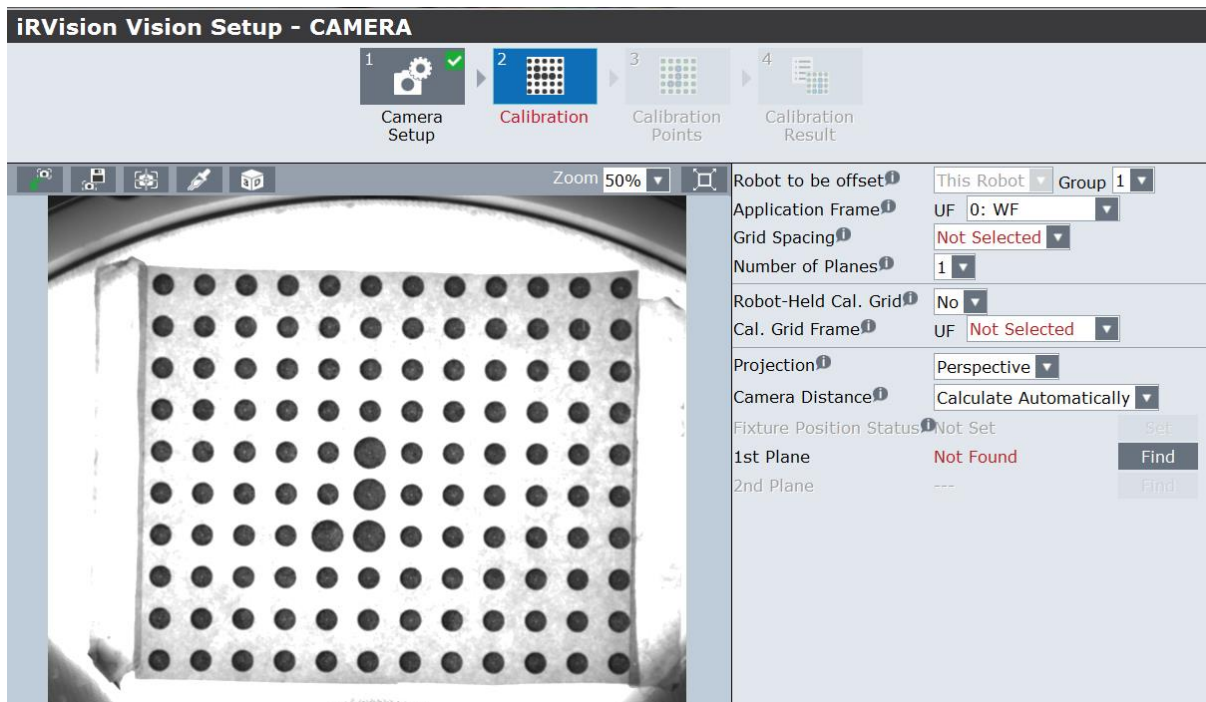 iRVision Vision Setup - CAMERA
1
2
3
4
Camera Setup
Calibration
Calibration Points
Calibration Result
Zoom 50%
Robot to be offset This Robot Group 1
Application Frame UF 0: WF
Grid Spacing Not Selected
Number of Planes 1
Robot-Held Cal. Grid No
Cal. Grid Frame UF Not Selected
Projection Perspective
Camera Distance Calculate Automatically
Fixture Position Status Not Set Set
1st Plane Not Found Find
2nd Plane --- Find